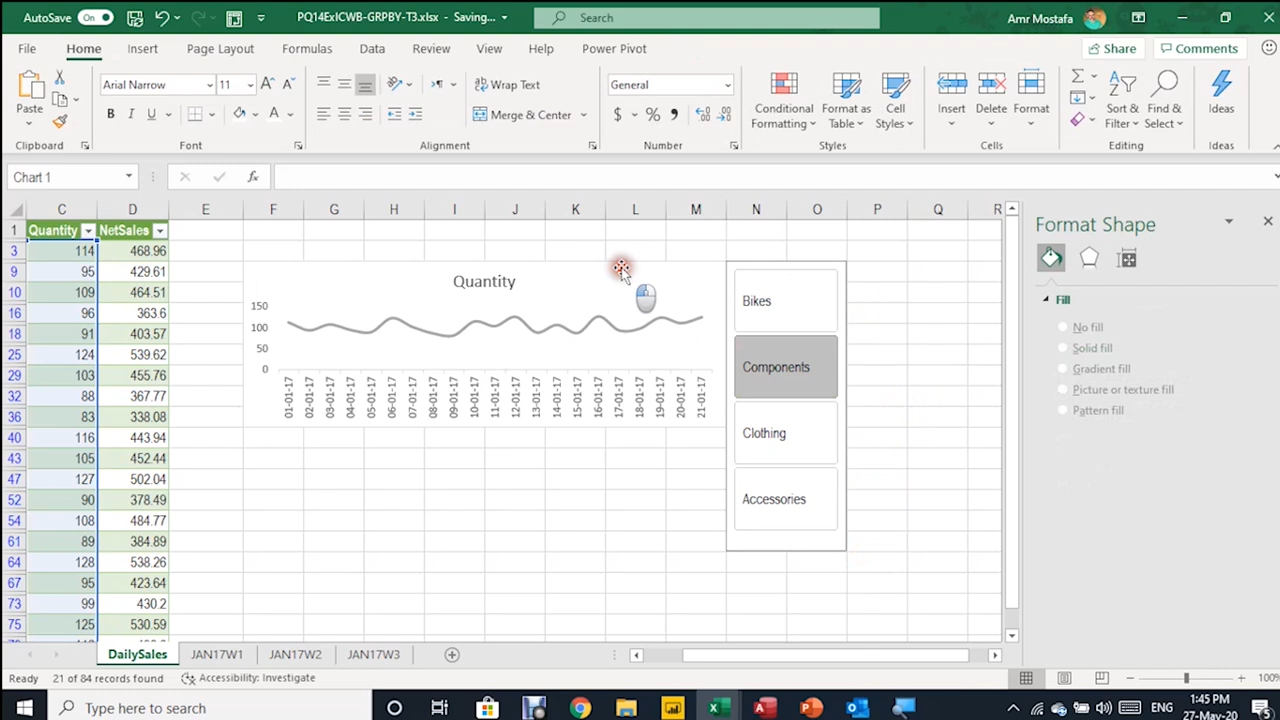 AutoSave On PQ14ExICWB-GRPBY-T3.xlsx - Saving... Search Amr Mostafa
File Home Insert Page Layout Formulas Data Review View Help Power Pivot Share Comments
Paste Arial Narrow 11 Wrap Text General Conditional Formatting Format as Table Cell Styles Insert Delete Format Sort & Filter Find & Select Ideas
B I U A Merge & Center $ %
Clipboard Font Alignment Number Styles Cells Editing Ideas
Chart 1 fx
C D E F G H I J K L M N O P Q R
1 Quantity NetSales
3 114 468.96
9 95 429.61
10 109 464.51
16 96 363.6
18 91 403.57
25 124 539.62
29 103 455.76
32 88 367.77
36 83 338.08
40 116 443.94
43 105 452.44
47 127 502.04
52 90 378.49
54 108 484.77
61 89 384.89
64 128 538.26
67 95 423.64
73 99 430.2
75 125 530.59
Quantity
150
100
50
0
01-01-17 02-01-17 03-01-17 04-01-17 05-01-17 06-01-17 07-01-17 08-01-17 09-01-17 10-01-17 11-01-17 12-01-17 13-01-17 14-01-17 15-01-17 16-01-17 17-01-17 18-01-17 19-01-17 20-01-17 21-01-17
Bikes
Components
Clothing
Accessories
Format Shape
Fill
No fill
Solid fill
Gradient fill
Picture or texture fill
Pattern fill
DailySales JAN17W1 JAN17W2 JAN17W3
Ready 21 of 84 records found Accessibility: Investigate 100%
Type here to search ENG 1:45 PM
27-May-20